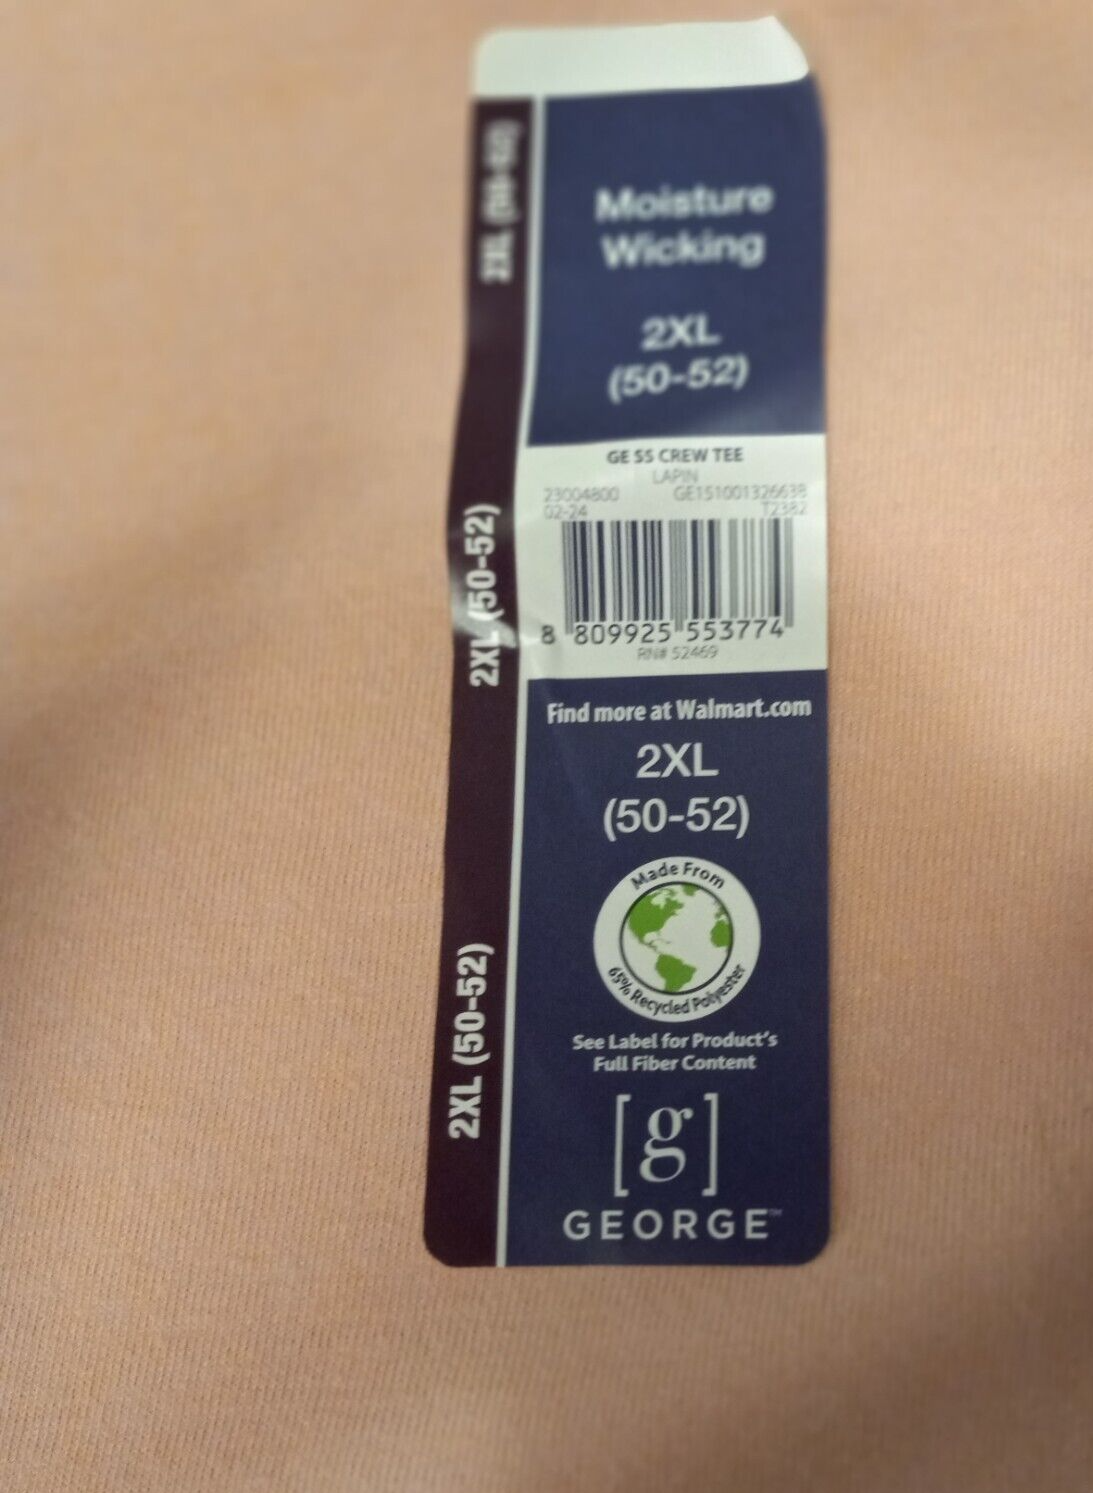 2XL (50-52)
Moisture
Wicking
2XL
(50-52)
GE SS CREW TEE
LAPIN
23004800 GE151001326638
02-24 T2382
8 809925 553774
RN# 52469
2XL (50-52)
Find more at Walmart.com
2XL
(50-52)
Made From
65% Recycled Polyester
See Label for Product's
Full Fiber Content
2XL (50-52)
[g]
GEORGE™